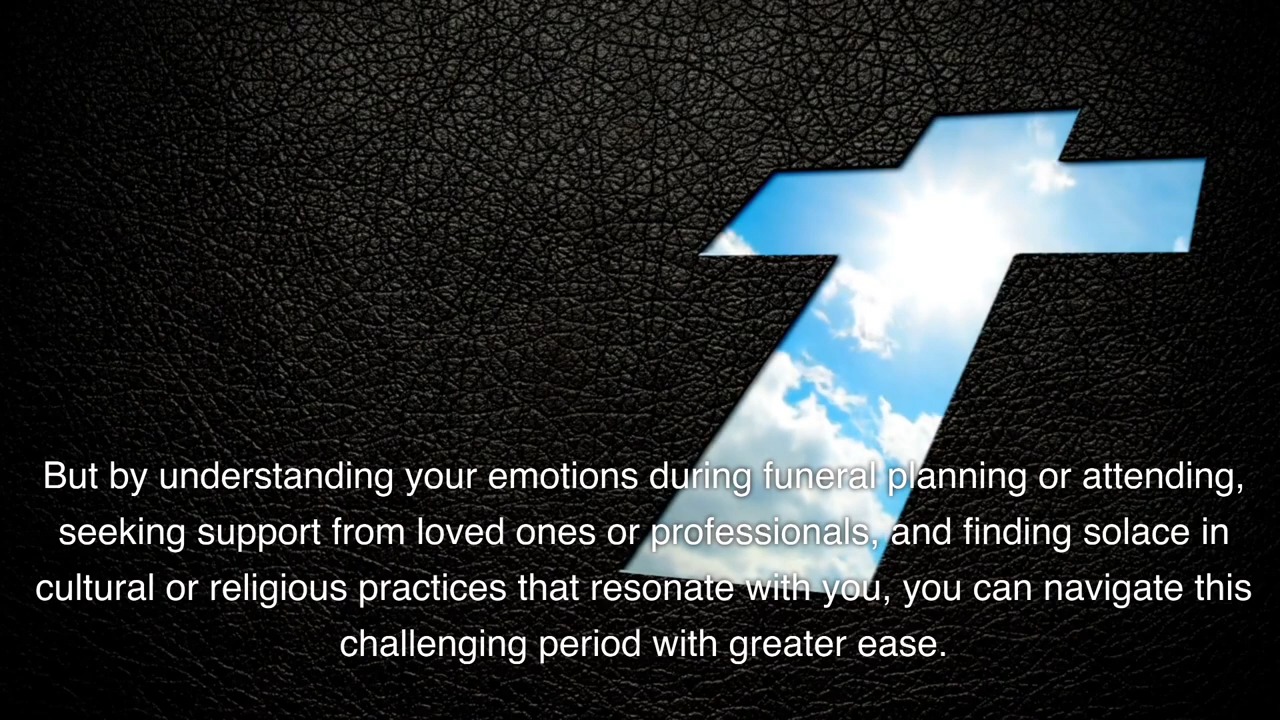 But by understanding your emotions during funeral planning or attending,
seeking support from loved ones or professionals, and finding solace in
cultural or religious practices that resonate with you, you can navigate this
challenging period with greater ease.